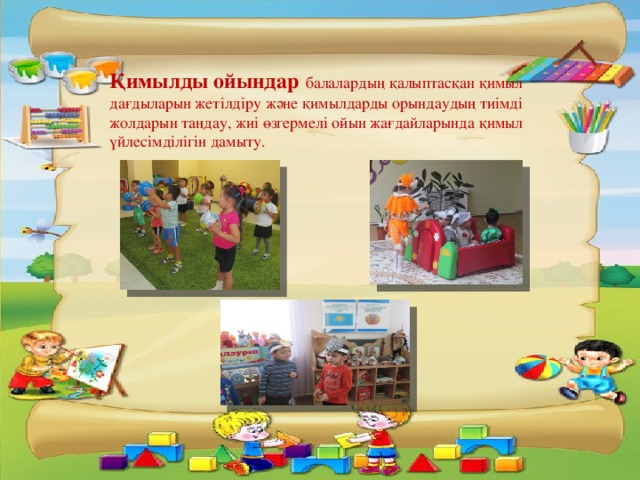 Қимылды ойындар балалардың қалыптасқан қимыл
дағдыларын жетілдіру және қимылдарды орындаудың тиімді
жолдарын таңдау, жиі өзгермелі ойын жағдайларында қимыл
үйлесімділігін дамыту.